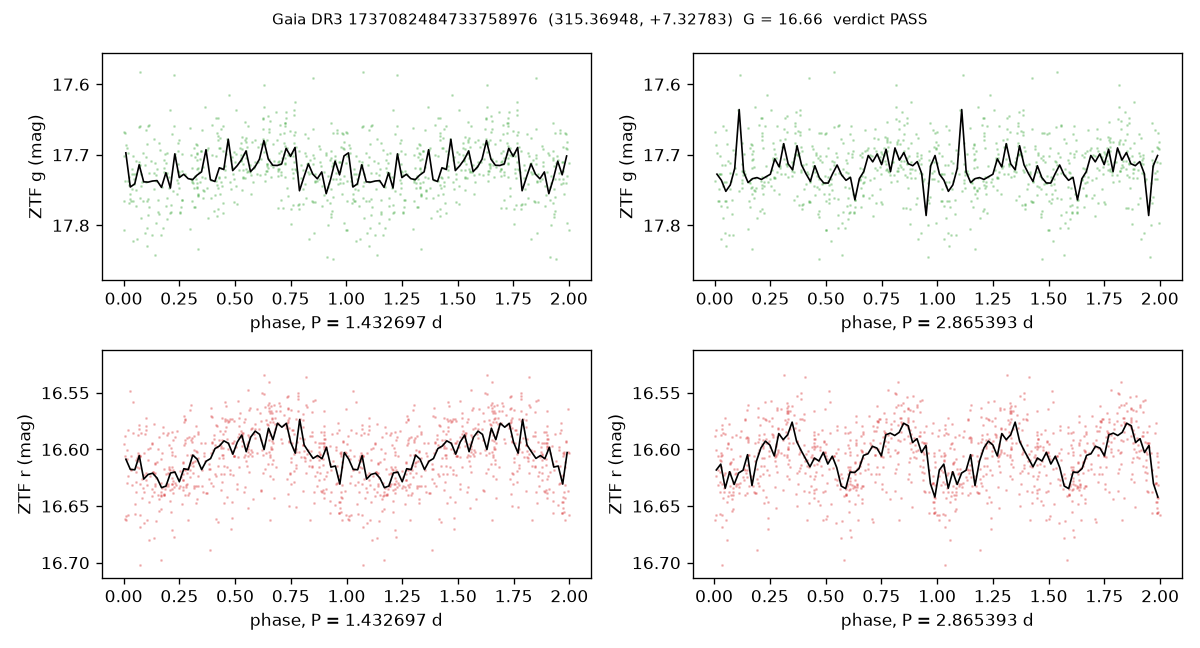 Gaia DR3 1737082484733758976 (315.36948, +7.32783) G = 16.66 verdict PASS
ZTF g (mag)
17.6
17.7
17.8
0.00 0.25 0.50 0.75 1.00 1.25 1.50 1.75 2.00
phase, P = 1.432697 d
ZTF g (mag)
17.6
17.7
17.8
0.00 0.25 0.50 0.75 1.00 1.25 1.50 1.75 2.00
phase, P = 2.865393 d
ZTF r (mag)
16.55
16.60
16.65
16.70
0.00 0.25 0.50 0.75 1.00 1.25 1.50 1.75 2.00
phase, P = 1.432697 d
ZTF r (mag)
16.55
16.60
16.65
16.70
0.00 0.25 0.50 0.75 1.00 1.25 1.50 1.75 2.00
phase, P = 2.865393 d